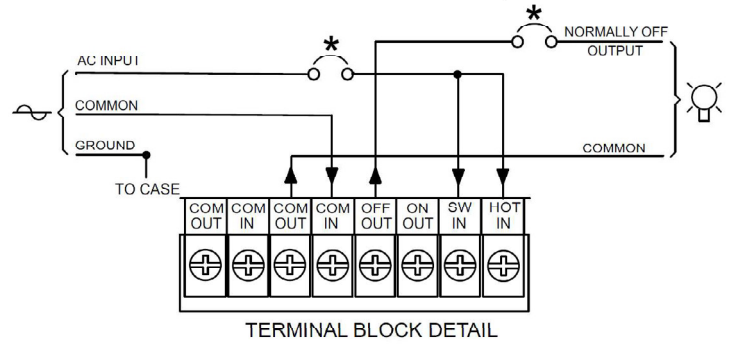 * NORMALLY OFF
OUTPUT
*
AC INPUT
COMMON
GROUND
COMMON
TO CASE
COM OUT
COM IN
COM OUT
COM IN
OFF OUT
ON OUT
SW IN
HOT IN
TERMINAL BLOCK DETAIL